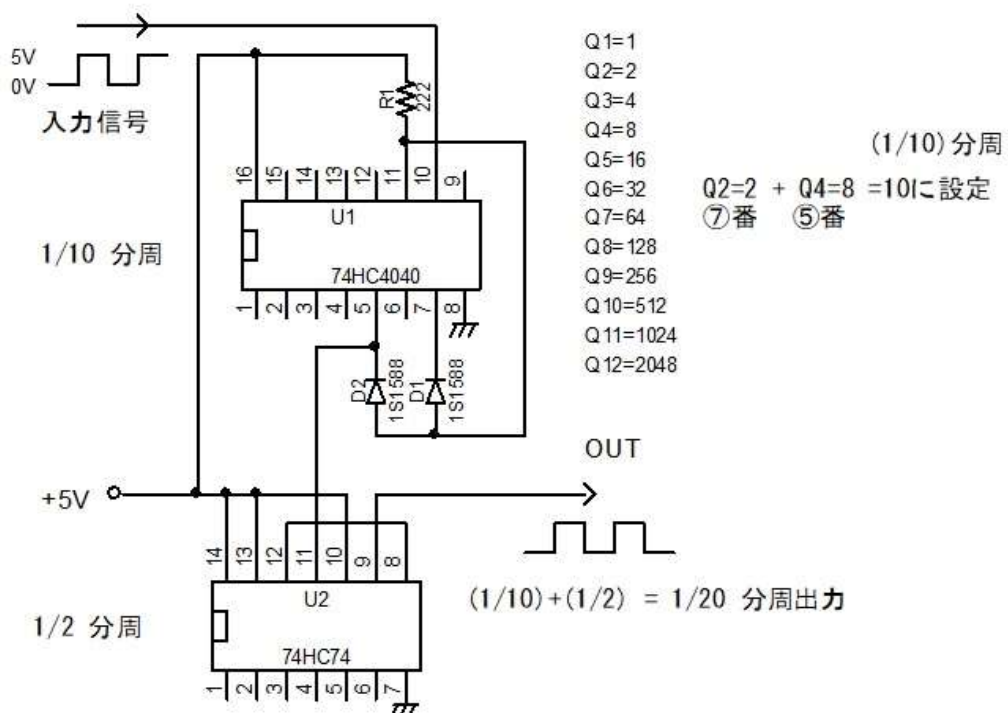 5V
0V
入力信号
R1
222
16 15 14 13 12 11 10 9
U1
74HC4040
1 2 3 4 5 6 7 8
1/10 分周
D2
1S1588
D1
1S1588
Q1=1
Q2=2
Q3=4
Q4=8
Q5=16
Q6=32
Q7=64
Q8=128
Q9=256
Q10=512
Q11=1024
Q12=2048
(1/10)分周
Q2=2 + Q4=8 =10に設定
⑦番 ⑤番
OUT
+5V
14 13 12 11 10 9 8
U2
74HC74
1 2 3 4 5 6 7
1/2 分周
(1/10)+(1/2) = 1/20 分周出力